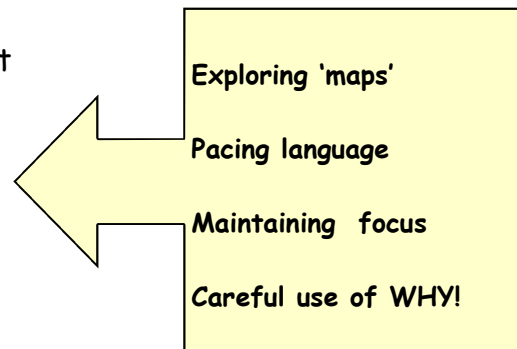 t
Exploring ‘maps’
Pacing language
Maintaining focus
Careful use of WHY!